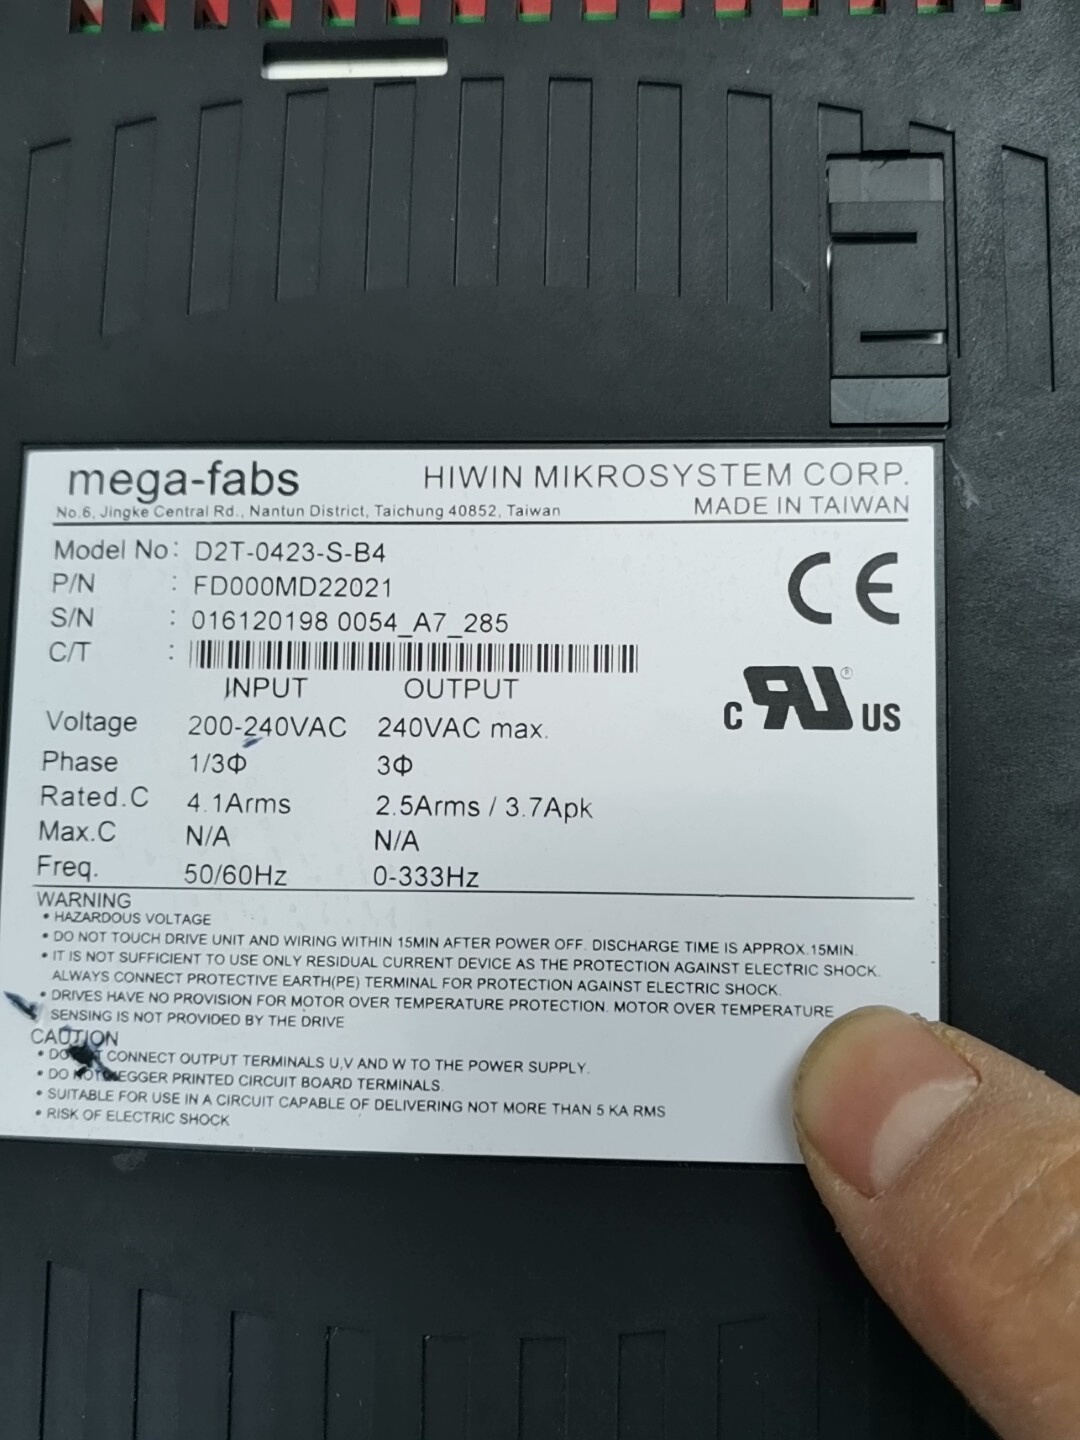 mega-fabs HIWIN MIKROSYSTEM CORP.
No.6, Jingke Central Rd., Nantun District, Taichung 40852, Taiwan MADE IN TAIWAN
Model No: D2T-0423-S-B4
P/N : FD000MD22021
S/N : 016120198 0054_A7_285
C/T :
INPUT OUTPUT
Voltage 200-240VAC 240VAC max.
Phase 1/3Φ 3Φ
Rated.C 4.1Arms 2.5Arms / 3.7Apk
Max.C N/A N/A
Freq. 50/60Hz 0-333Hz
CE
C RU ® US
WARNING
• HAZARDOUS VOLTAGE
• DO NOT TOUCH DRIVE UNIT AND WIRING WITHIN 15MIN AFTER POWER OFF. DISCHARGE TIME IS APPROX.15MIN.
• IT IS NOT SUFFICIENT TO USE ONLY RESIDUAL CURRENT DEVICE AS THE PROTECTION AGAINST ELECTRIC SHOCK.
ALWAYS CONNECT PROTECTIVE EARTH(PE) TERMINAL FOR PROTECTION AGAINST ELECTRIC SHOCK.
• DRIVES HAVE NO PROVISION FOR MOTOR OVER TEMPERATURE PROTECTION. MOTOR OVER TEMPERATURE
SENSING IS NOT PROVIDED BY THE DRIVE
CAUTION
• DO NOT CONNECT OUTPUT TERMINALS U,V AND W TO THE POWER SUPPLY.
• DO NOT MEGGER PRINTED CIRCUIT BOARD TERMINALS.
• SUITABLE FOR USE IN A CIRCUIT CAPABLE OF DELIVERING NOT MORE THAN 5 KA RMS
• RISK OF ELECTRIC SHOCK